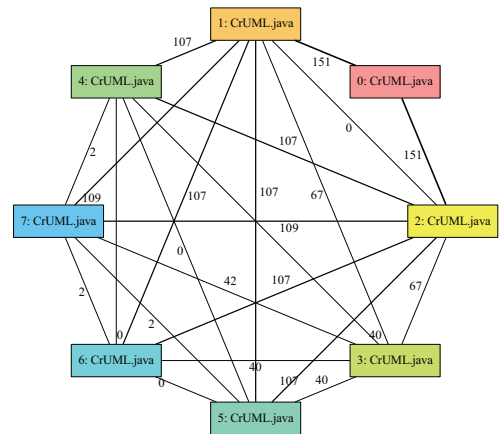 1: CrUML.java
107
151
4: CrUML.java
0: CrUML.java
0
107
151
2
109
107
107
67
7: CrUML.java
2: CrUML.java
109
0
42
107
67
2
2
0
40
6: CrUML.java
3: CrUML.java
40
0
107
40
5: CrUML.java